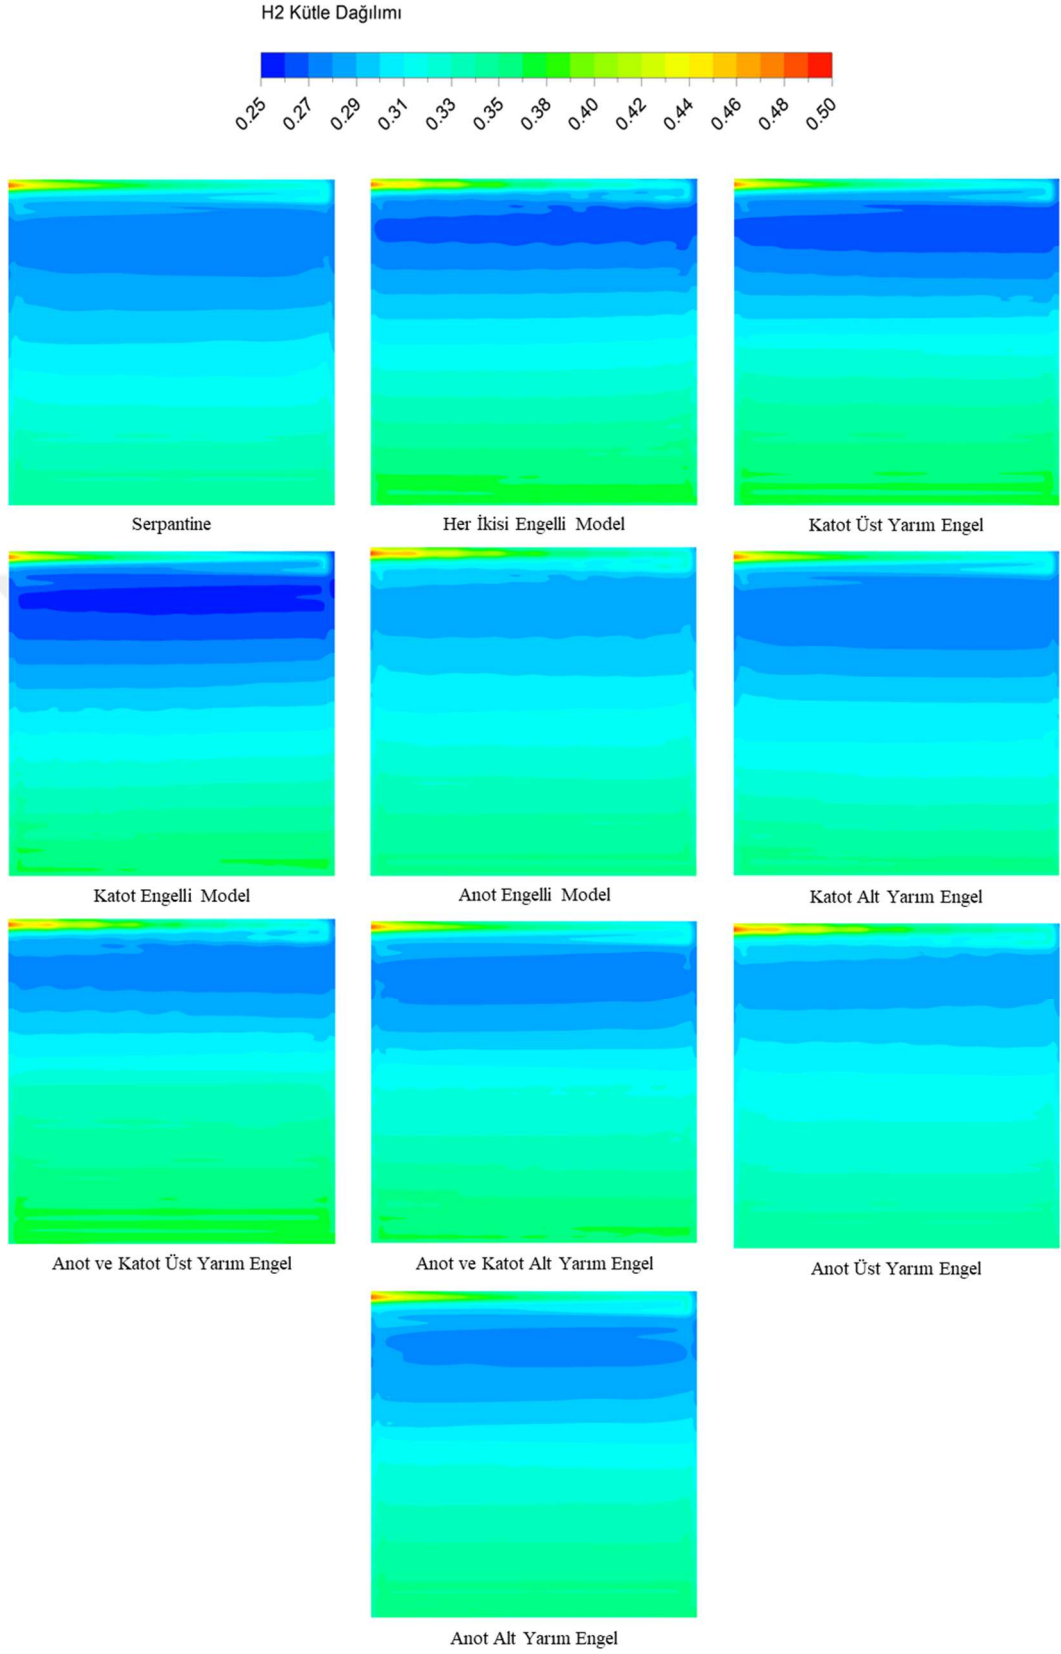 H2 Kütle Dağılımı
0.25 0.27 0.29 0.31 0.33 0.35 0.38 0.40 0.42 0.44 0.46 0.48 0.50
Serpantine
Her İkisi Engelli Model
Katot Üst Yarım Engel
Katot Engelli Model
Anot Engelli Model
Katot Alt Yarım Engel
Anot ve Katot Üst Yarım Engel
Anot ve Katot Alt Yarım Engel
Anot Üst Yarım Engel
Anot Alt Yarım Engel